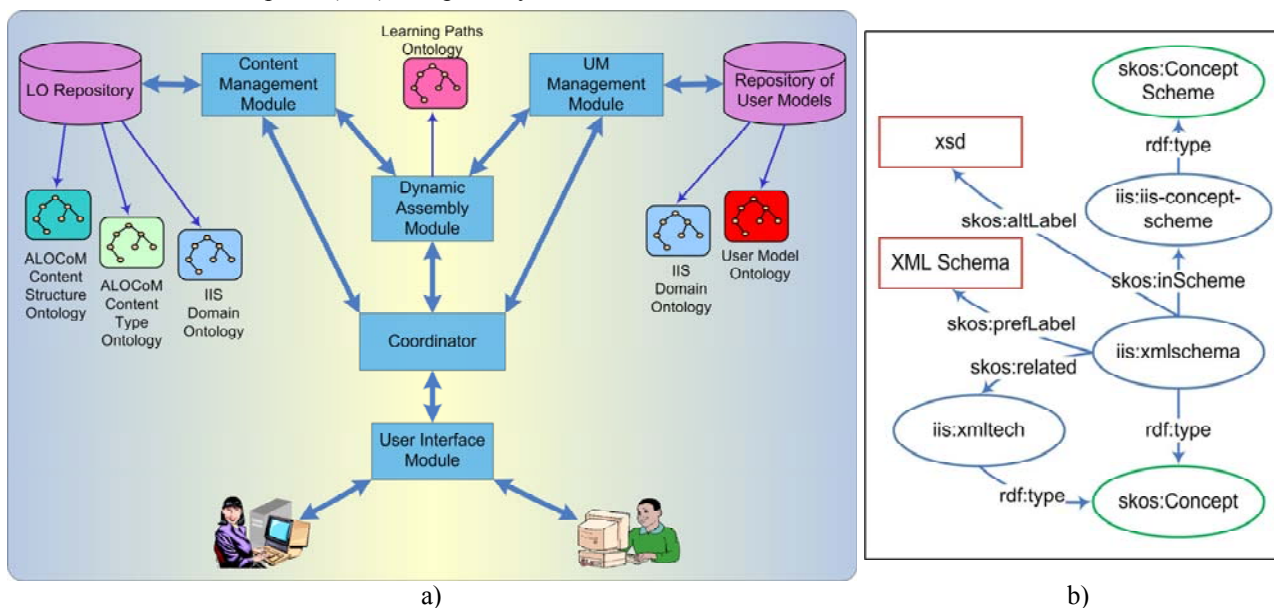 Learning Paths
Ontology
LO Repository
Content
Management
Module
UM
Management
Module
Repository
of User Models
Dynamic
Assembly
Module
ALOCoM
Content
Structure
Ontology
ALOCoM
Content
Type
Ontology
IIS
Domain
Ontology
IIS
Domain
Ontology
User Model
Ontology
Coordinator
User Interface
Module
a)
skos:Concept
Scheme
xsd
rdf:type
iis:iis-concept-
scheme
skos:altLabel
XML Schema
skos:inScheme
skos:prefLabel
iis:xmlschema
skos:related
iis:xmltech
rdf:type
rdf:type
skos:Concept
b)